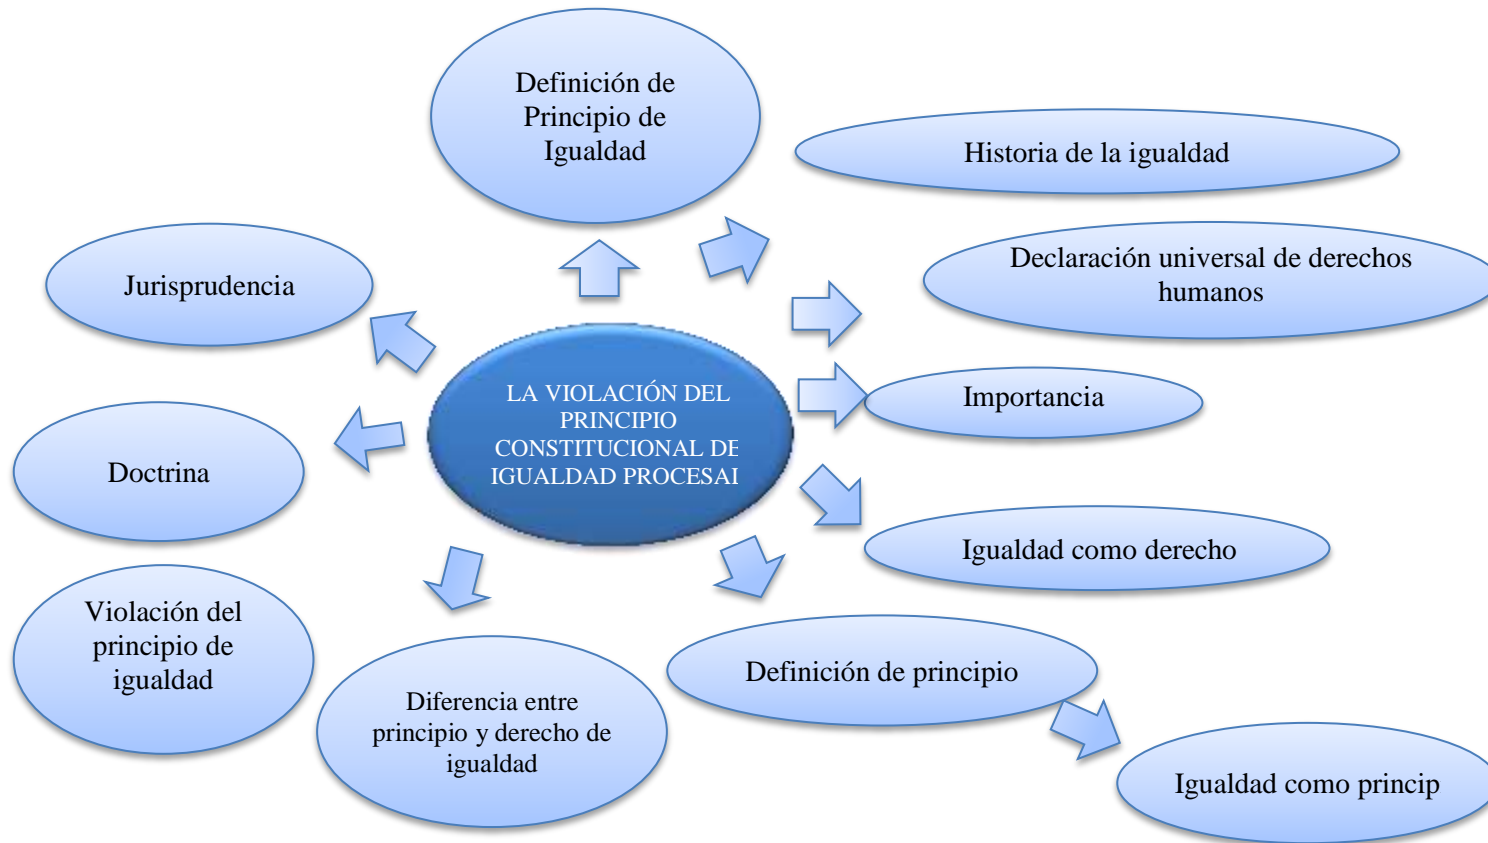 Definición de
Principio de
Igualdad
Historia de la igualdad
Declaración universal de derechos
humanos
Jurisprudencia
LA VIOLACIÓN DEL
PRINCIPIO
CONSTITUCIONAL DE
IGUALDAD PROCESAL
Importancia
Doctrina
Igualdad como derecho
Violación del
principio de
igualdad
Definición de principio
Diferencia entre
principio y derecho de
igualdad
Igualdad como princip